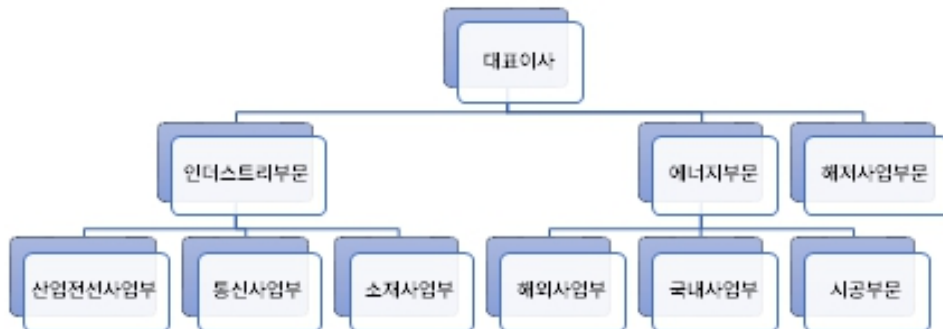 대표이사
인더스트리부문
에너지부문
해저사업부문
산업전선사업부
통신사업부
소재사업부
해외사업부
국내사업부
시공부문